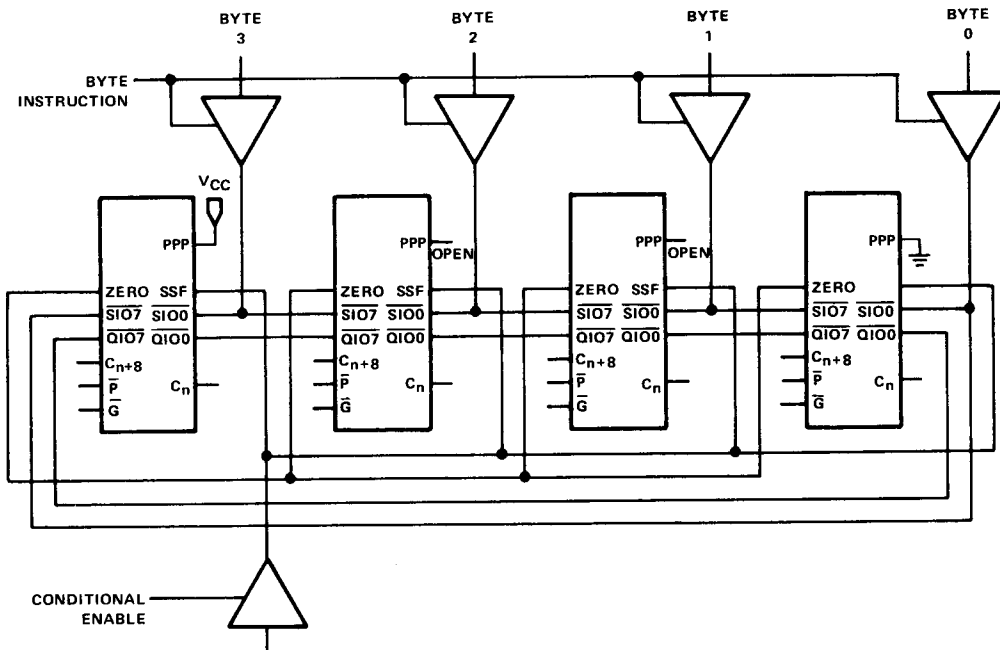 BYTE
3
BYTE
2
BYTE
1
BYTE
0
BYTE
INSTRUCTION
VCC
PPP
ZERO SSF
SIO7 SIO0
QIO7 QIO0
Cn+8
P Cn
G
PPP
OPEN
ZERO SSF
SIO7 SIO0
QIO7 QIO0
Cn+8
P Cn
G
PPP
OPEN
ZERO SSF
SIO7 SIO0
QIO7 QIO0
Cn+8
P Cn
G
PPP
ZERO SSF
SIO7 SIO0
QIO7 QIO0
Cn+8
P Cn
G
CONDITIONAL
ENABLE